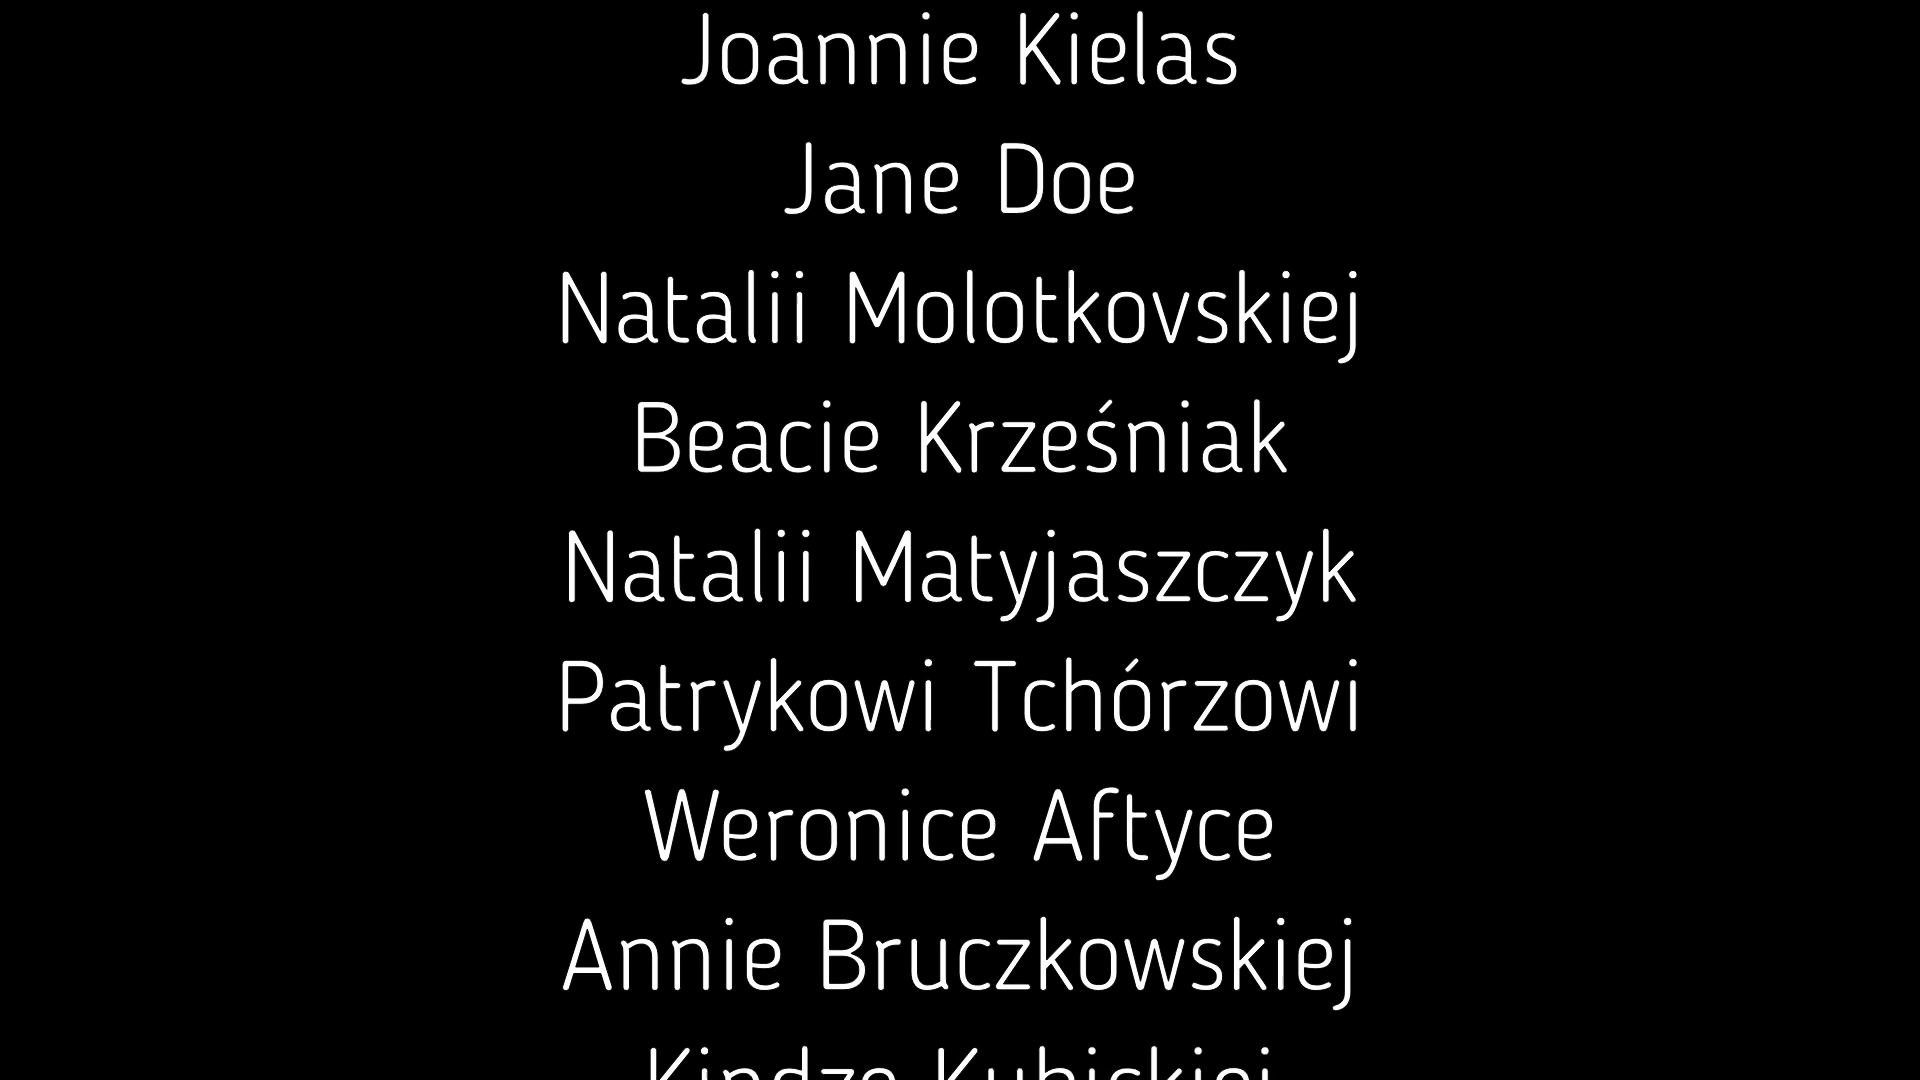 Joannie Kielas
Jane Doe
Natalii Molotkovskiej
Beacie Krześniak
Natalii Matyjaszczyk
Patrykowi Tchórzowi
Weronice Aftyce
Annie Bruczkowskiej